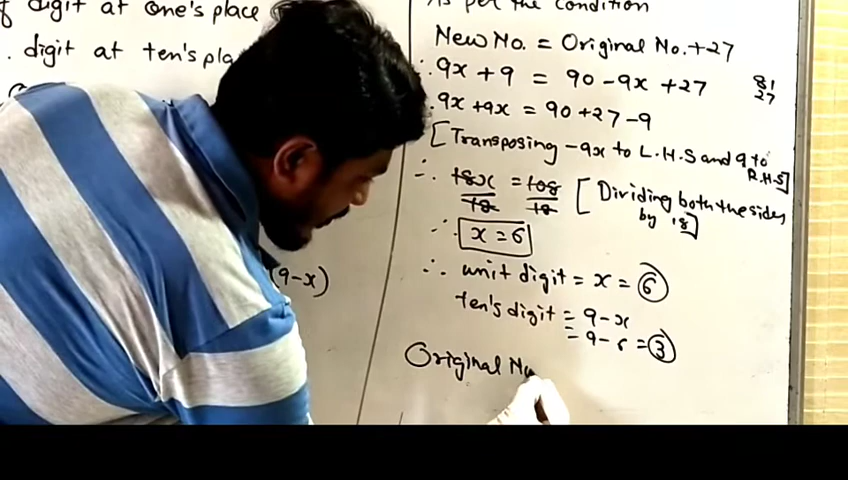 f digit at one's place
. digit at ten's pla
(9-x)
As per the condition
New No. = Original No. + 27
∴ 9x + 9 = 90 - 9x + 27
81
27
9x + 9x = 90 + 27 - 9
[Transposing -9x to L.H.S and 9 to R.H.S]
∴ 18x/18 = 108/18 [Dividing both the sides by 18]
∴ x = 6
∴ unit digit = x = 6
ten's digit = 9 - x
= 9 - 6 = 3
Original No